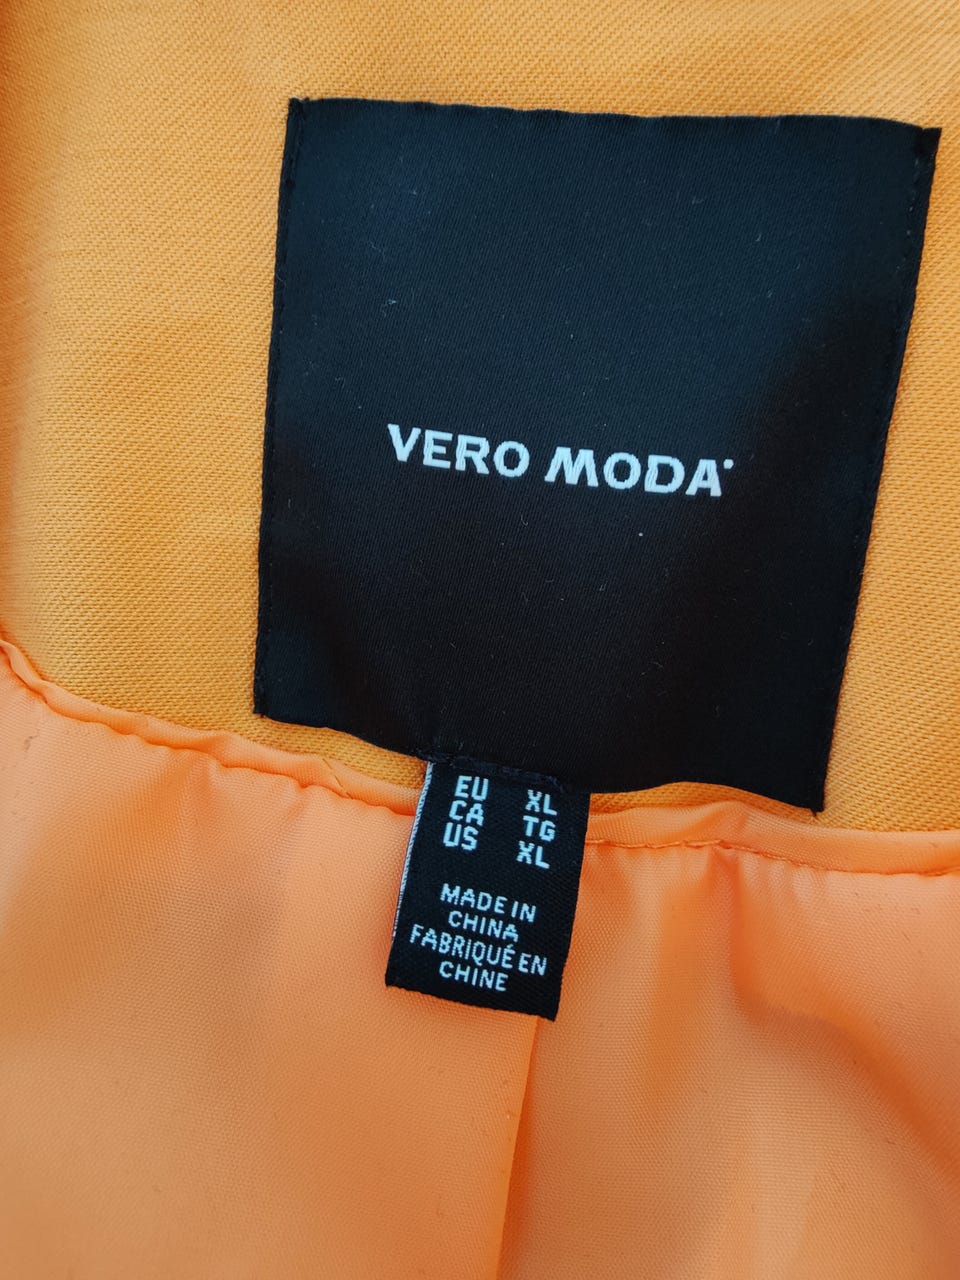 VERO MODA
EU XL
CA TG
US XL
MADE IN
CHINA
FABRIQUÉ EN
CHINE